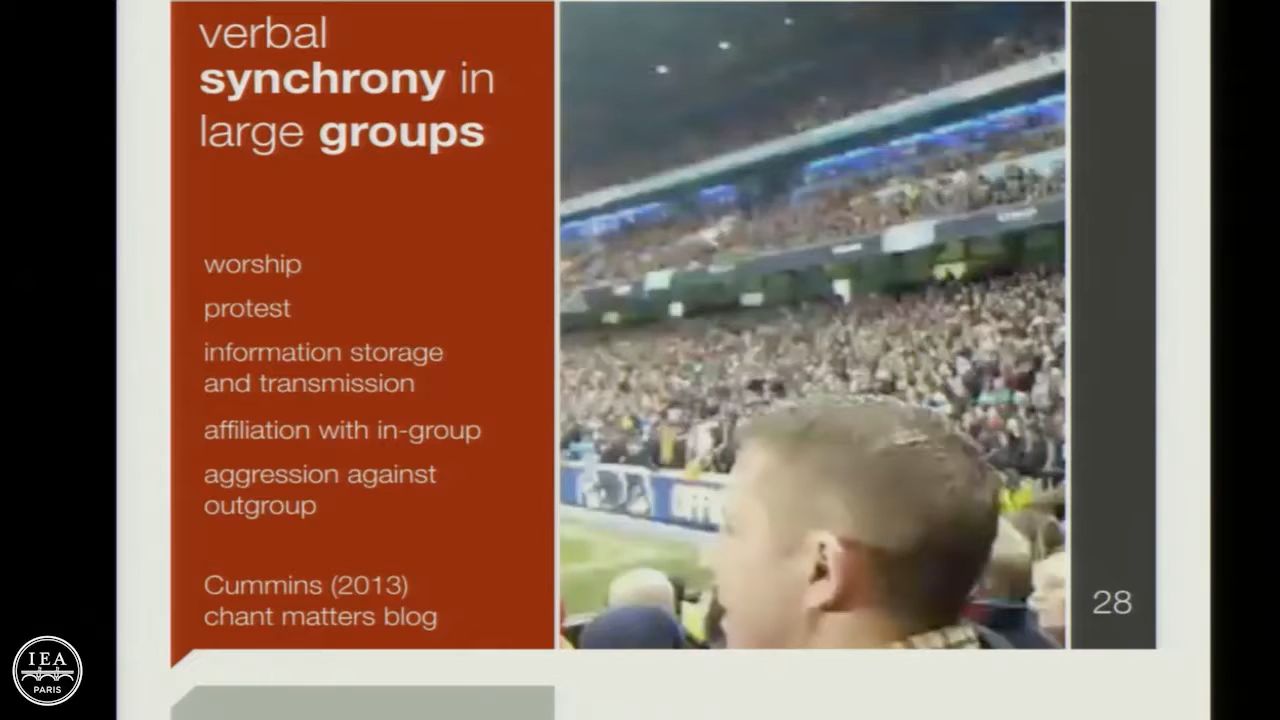 verbal
synchrony in
large groups
worship
protest
information storage
and transmission
affiliation with in-group
aggression against
outgroup
Cummins (2013)
chant matters blog
28
IEA
PARIS